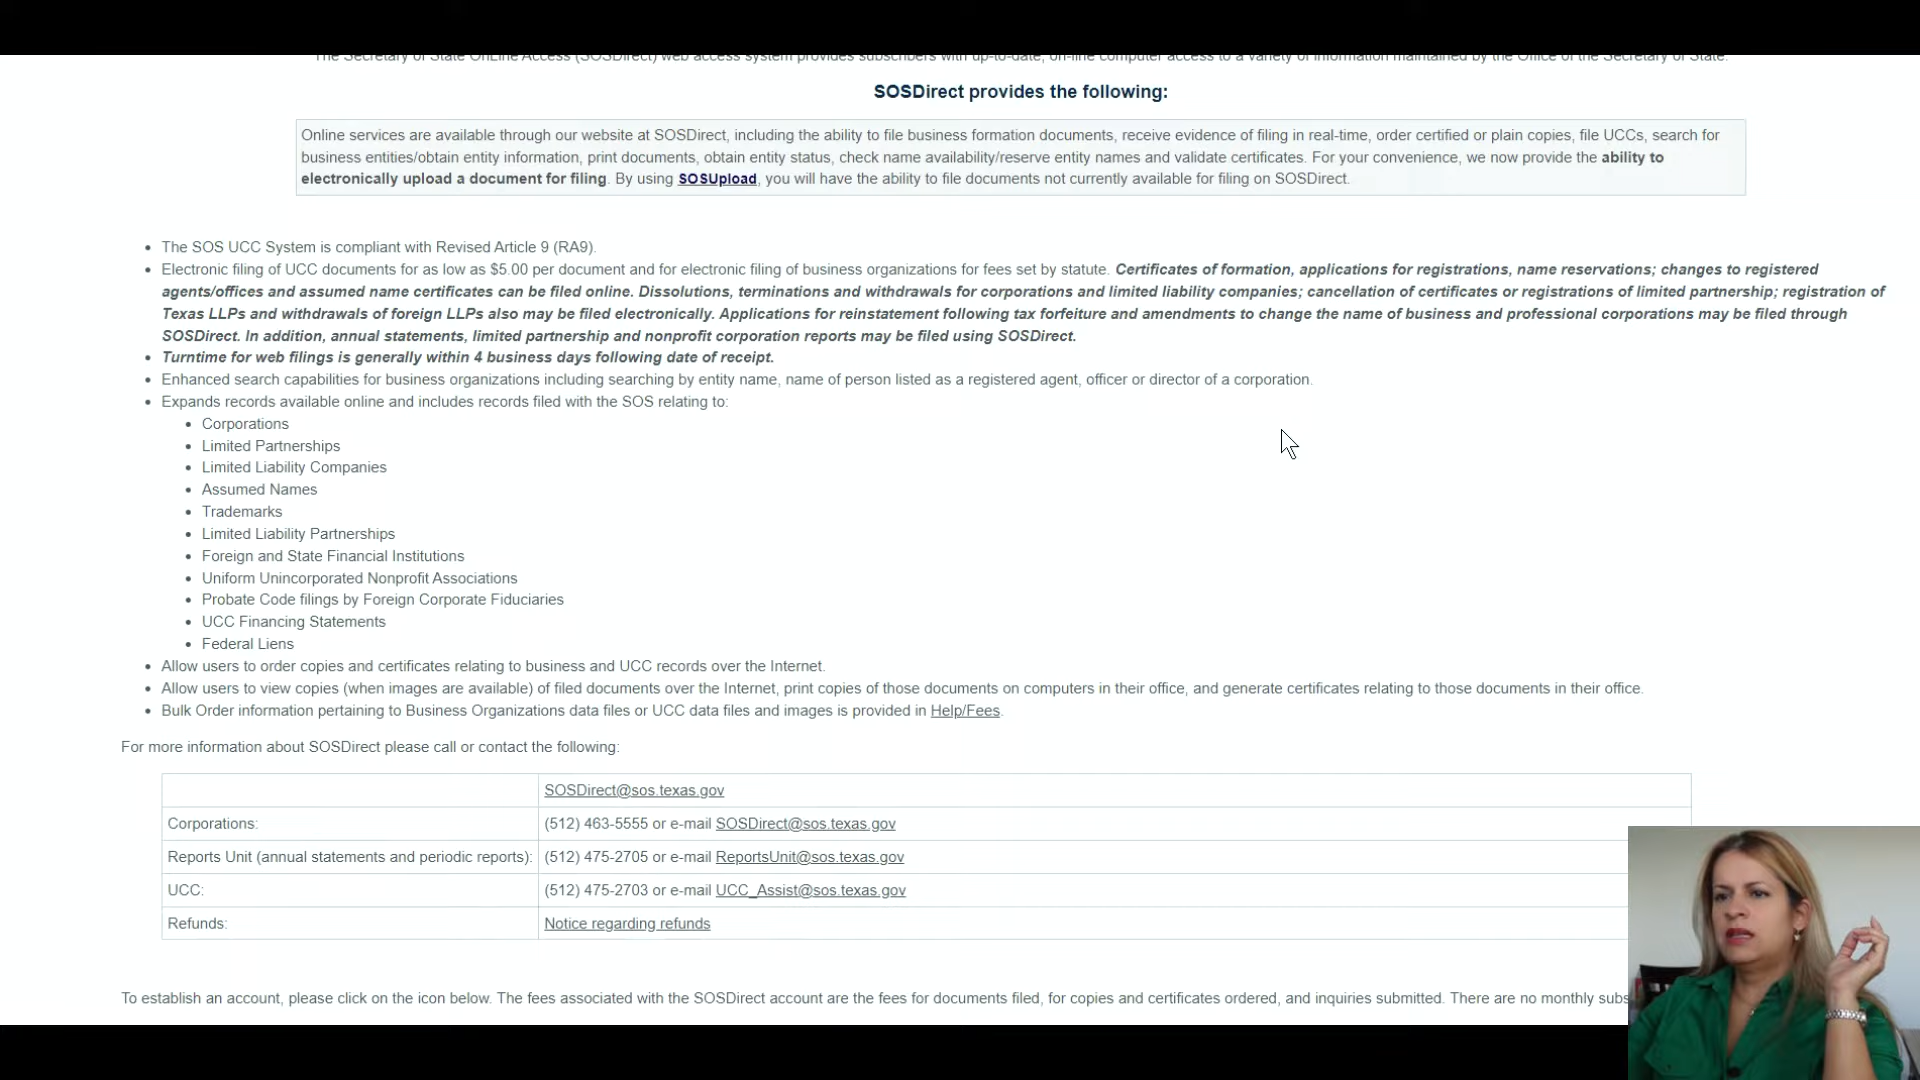 The Secretary of State OnLine Access (SOSDirect) web access system provides subscribers with up-to-date, on-line computer access to a variety of information maintained by the Office of the Secretary of State.
SOSDirect provides the following:
Online services are available through our website at SOSDirect, including the ability to file business formation documents, receive evidence of filing in real-time, order certified or plain copies, file UCCs, search for
business entities/obtain entity information, print documents, obtain entity status, check name availability/reserve entity names and validate certificates. For your convenience, we now provide the ability to
electronically upload a document for filing. By using SOSUpload, you will have the ability to file documents not currently available for filing on SOSDirect.
• The SOS UCC System is compliant with Revised Article 9 (RA9).
• Electronic filing of UCC documents for as low as $5.00 per document and for electronic filing of business organizations for fees set by statute. Certificates of formation, applications for registrations, name reservations; changes to registered
agents/offices and assumed name certificates can be filed online. Dissolutions, terminations and withdrawals for corporations and limited liability companies; cancellation of certificates or registrations of limited partnership; registration of
Texas LLPs and withdrawals of foreign LLPs also may be filed electronically. Applications for reinstatement following tax forfeiture and amendments to change the name of business and professional corporations may be filed through
SOSDirect. In addition, annual statements, limited partnership and nonprofit corporation reports may be filed using SOSDirect.
• Turntime for web filings is generally within 4 business days following date of receipt.
• Enhanced search capabilities for business organizations including searching by entity name, name of person listed as a registered agent, officer or director of a corporation.
• Expands records available online and includes records filed with the SOS relating to:
• Corporations
• Limited Partnerships
• Limited Liability Companies
• Assumed Names
• Trademarks
• Limited Liability Partnerships
• Foreign and State Financial Institutions
• Uniform Unincorporated Nonprofit Associations
• Probate Code filings by Foreign Corporate Fiduciaries
• UCC Financing Statements
• Federal Liens
• Allow users to order copies and certificates relating to business and UCC records over the Internet.
• Allow users to view copies (when images are available) of filed documents over the Internet, print copies of those documents on computers in their office, and generate certificates relating to those documents in their office.
• Bulk Order information pertaining to Business Organizations data files or UCC data files and images is provided in Help/Fees.
For more information about SOSDirect please call or contact the following:
SOSDirect@sos.texas.gov
Corporations: (512) 463-5555 or e-mail SOSDirect@sos.texas.gov
Reports Unit (annual statements and periodic reports): (512) 475-2705 or e-mail ReportsUnit@sos.texas.gov
UCC: (512) 475-2703 or e-mail UCC_Assist@sos.texas.gov
Refunds: Notice regarding refunds
To establish an account, please click on the icon below. The fees associated with the SOSDirect account are the fees for documents filed, for copies and certificates ordered, and inquiries submitted. There are no monthly subs